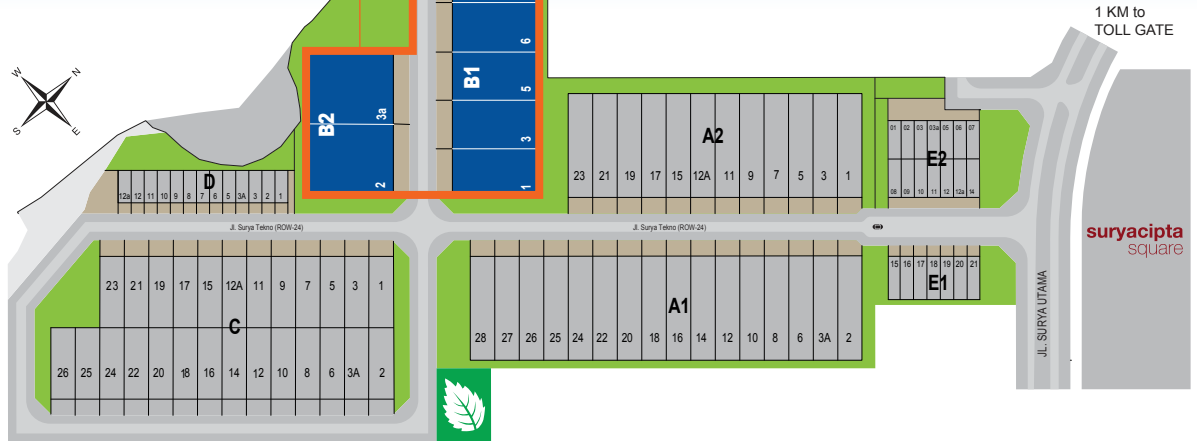 1 KM to
TOLL GATE
W
N
S
E
6
B1
5
3
1
B2
3a
2
A2
23 21 19 17 15 12A 11 9 7 5 3 1
01 02 03 03a 05 06 07
E2
08 09 10 11 12 12a 14
D
12a 12 11 10 9 8 7 6 5 3A 3 2 1
Jl. Surya Tekno (ROW-24)
Jl. Surya Tekno (ROW-24)
suryacipta
square
15 16 17 18 19 20 21
E1
23 21 19 17 15 12A 11 9 7 5 3 1
C
26 25 24 22 20 18 16 14 12 10 8 6 3A 2
A1
28 27 26 25 24 22 20 18 16 14 12 10 8 6 3A 2
JL. SURYA UTAMA